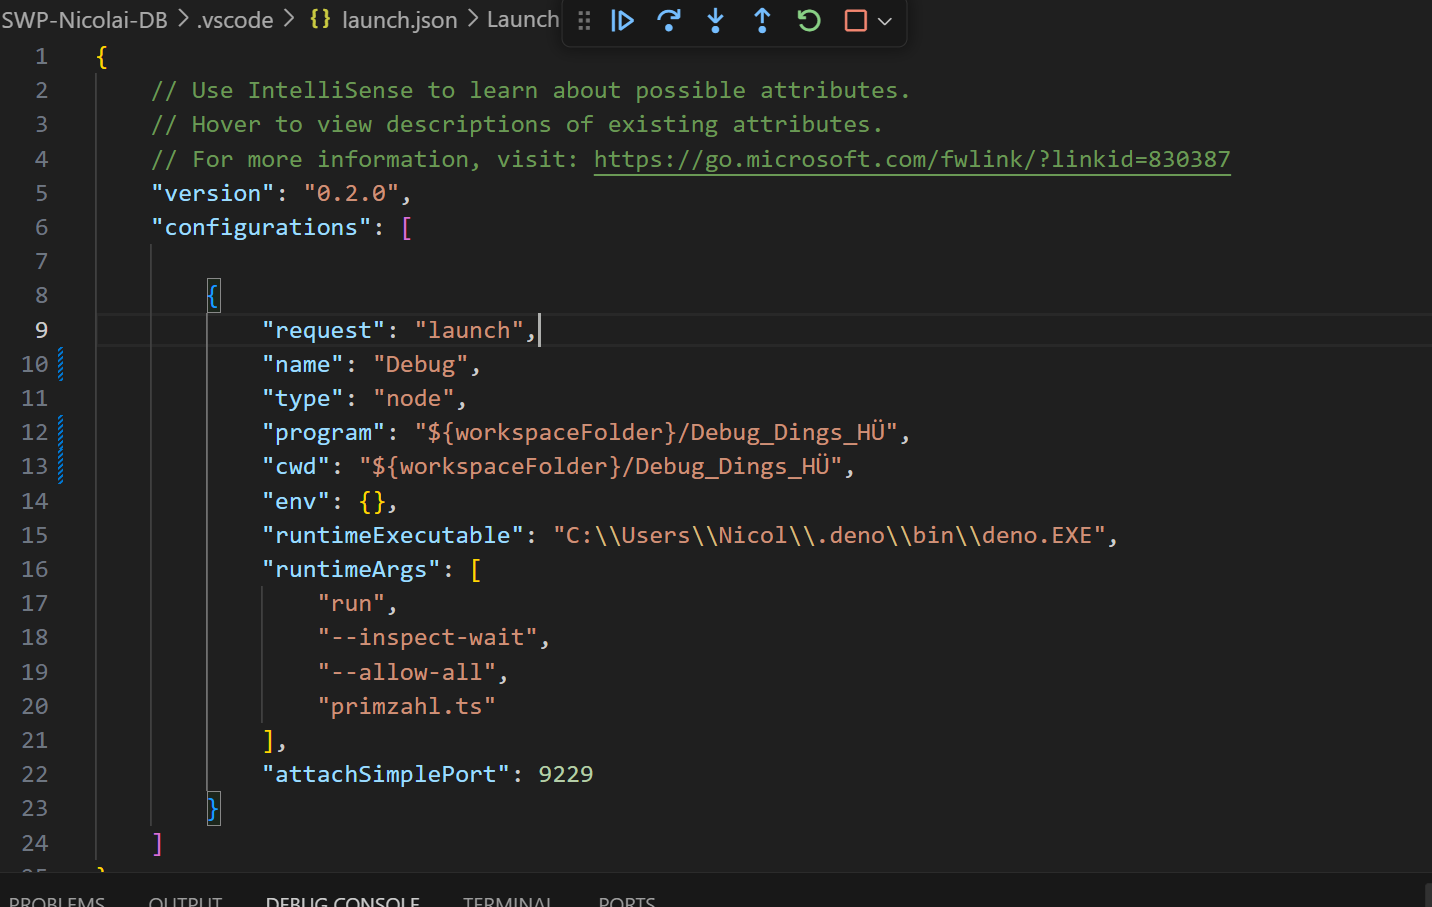 SWP-Nicolai-DB > .vscode > {} launch.json > Launch
1 {
2 // Use IntelliSense to learn about possible attributes.
3 // Hover to view descriptions of existing attributes.
4 // For more information, visit: https://go.microsoft.com/fwlink/?linkid=830387
5 "version": "0.2.0",
6 "configurations": [
7
8 {
9 "request": "launch",
10 "name": "Debug",
11 "type": "node",
12 "program": "${workspaceFolder}/Debug_Dings_HÜ",
13 "cwd": "${workspaceFolder}/Debug_Dings_HÜ",
14 "env": {},
15 "runtimeExecutable": "C:\\Users\\Nicol\\.deno\\bin\\deno.EXE",
16 "runtimeArgs": [
17 "run",
18 "--inspect-wait",
19 "--allow-all",
20 "primzahl.ts"
21 ],
22 "attachSimplePort": 9229
23 }
24 ]
25 }
PROBLEMS OUTPUT DEBUG CONSOLE TERMINAL PORTS